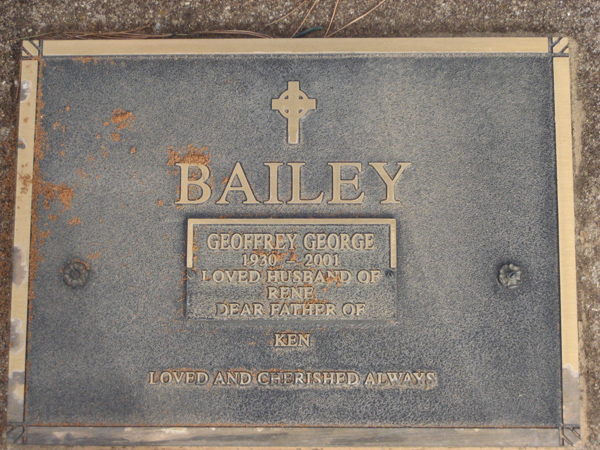 BAILEY
GEOFFREY GEORGE
1930 - 2001
LOVED HUSBAND OF
RENE
DEAR FATHER OF
KEN
LOVED AND CHERISHED ALWAYS